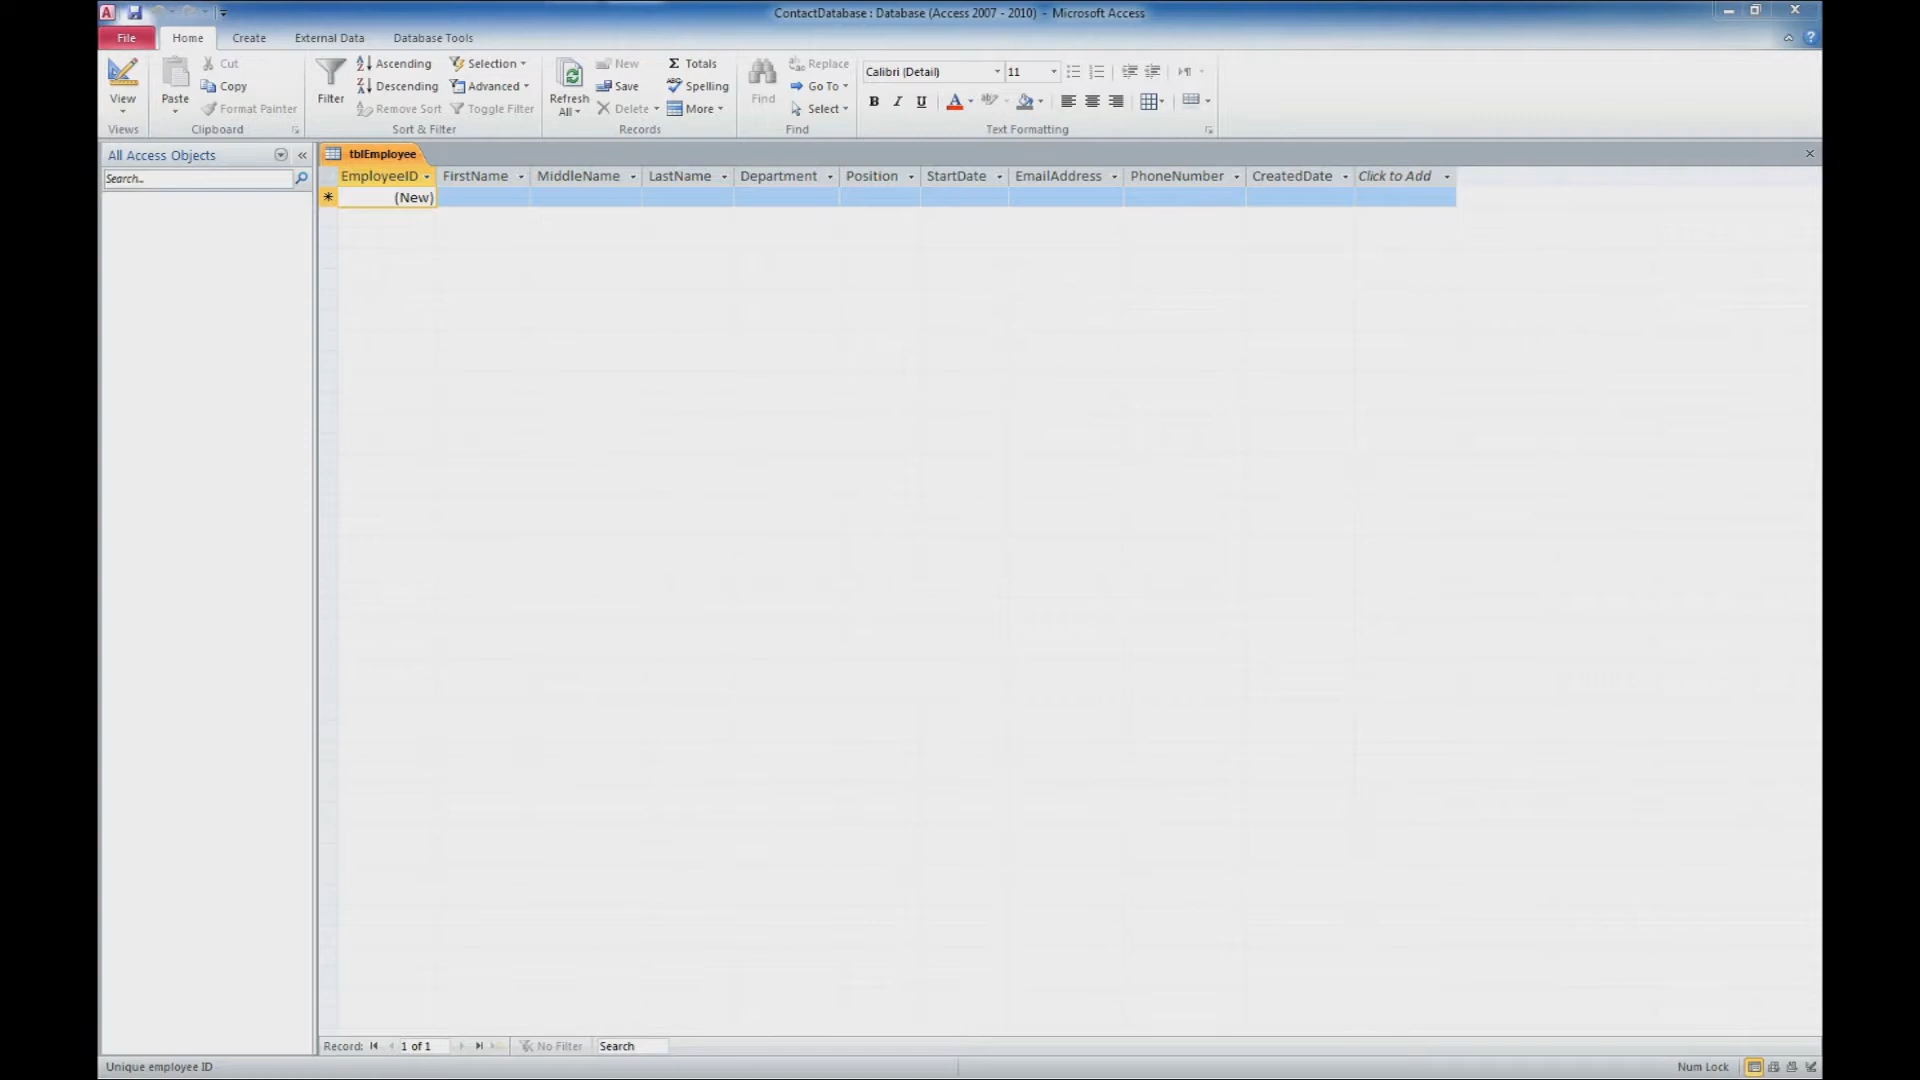 ContactDatabase : Database (Access 2007 - 2010) - Microsoft Access
File Home Create External Data Database Tools
View
Views
Paste
Cut
Copy
Format Painter
Clipboard
Filter
Ascending
Descending
Remove Sort
Selection
Advanced
Toggle Filter
Sort & Filter
Refresh
All
New
Save
Delete
Totals
Spelling
More
Records
Find
Replace
Go To
Select
Find
Calibri (Detail) 11
B I U A
Text Formatting
All Access Objects
Search..
tblEmployee
EmployeeID FirstName MiddleName LastName Department Position StartDate EmailAddress PhoneNumber CreatedDate Click to Add
(New)
Record: 1 of 1 No Filter Search
Unique employee ID
Num Lock